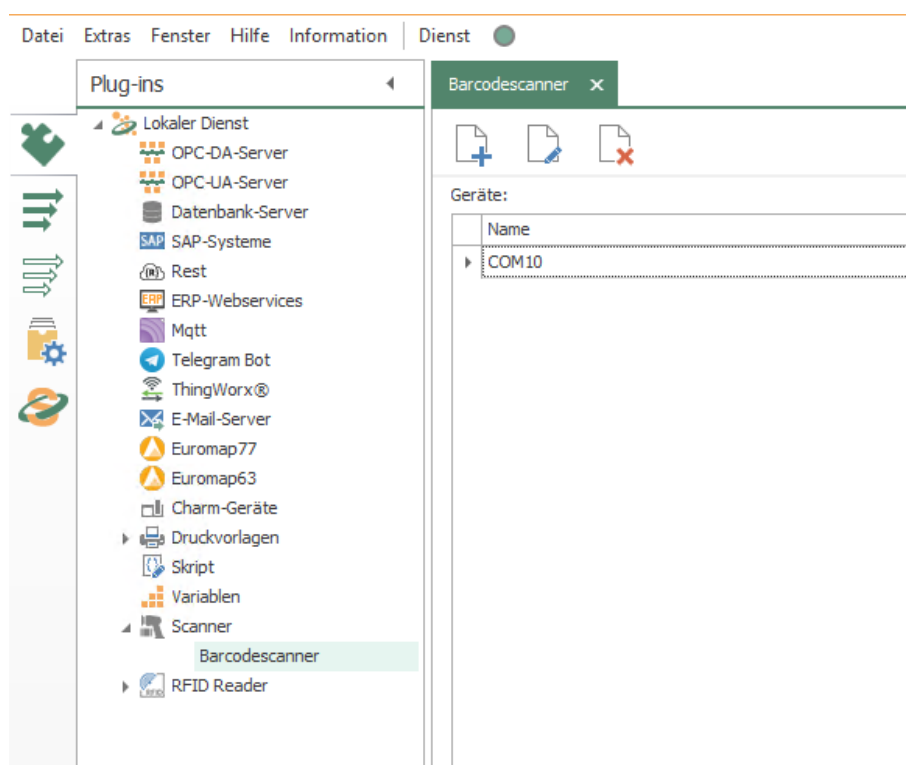 Datei Extras Fenster Hilfe Information Dienst
Plug-ins
Lokaler Dienst
OPC-DA-Server
OPC-UA-Server
Datenbank-Server
SAP SAP-Systeme
(R) Rest
ERP ERP-Webservices
Mqtt
Telegram Bot
ThingWorx®
E-Mail-Server
Euromap77
Euromap63
Charm-Geräte
Druckvorlagen
Skript
Variablen
Scanner
Barcodescanner
RFID RFID Reader
Barcodescanner
Geräte:
Name
COM10